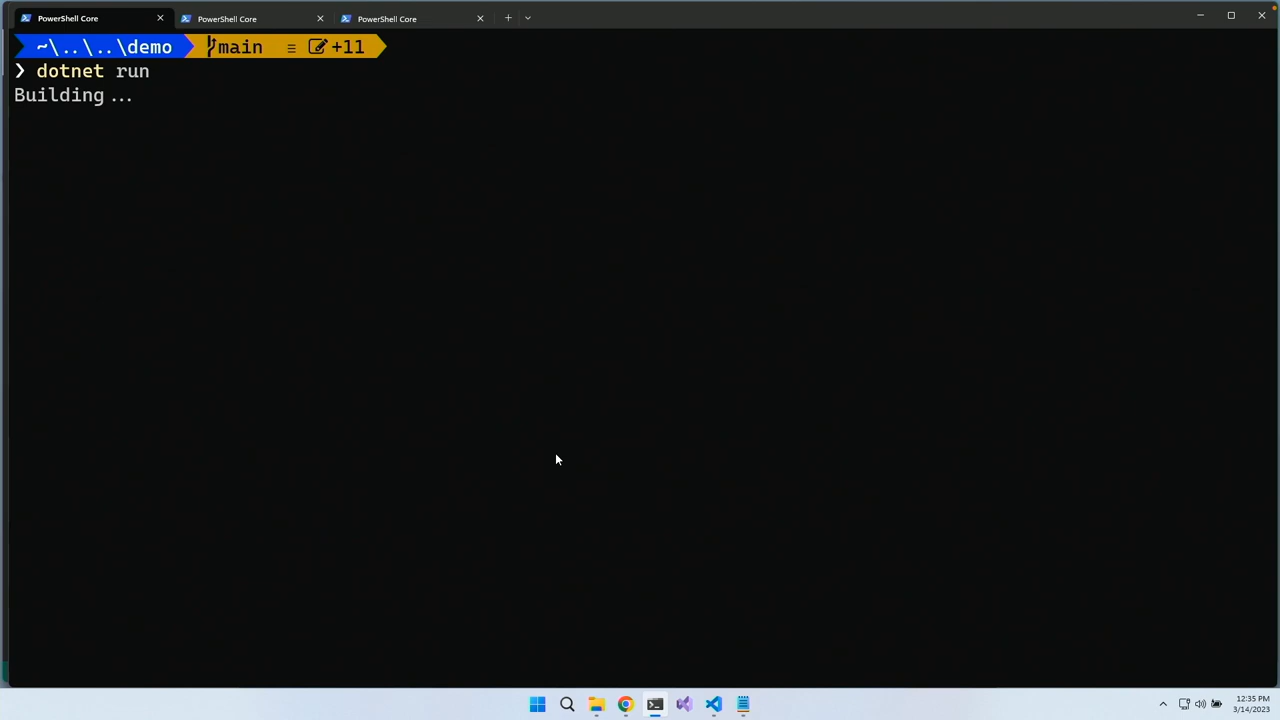 PowerShell Core
PowerShell Core
PowerShell Core
~\..\..\demo main ≡ +11
❯ dotnet run
Building...
12:35 PM
3/14/2023